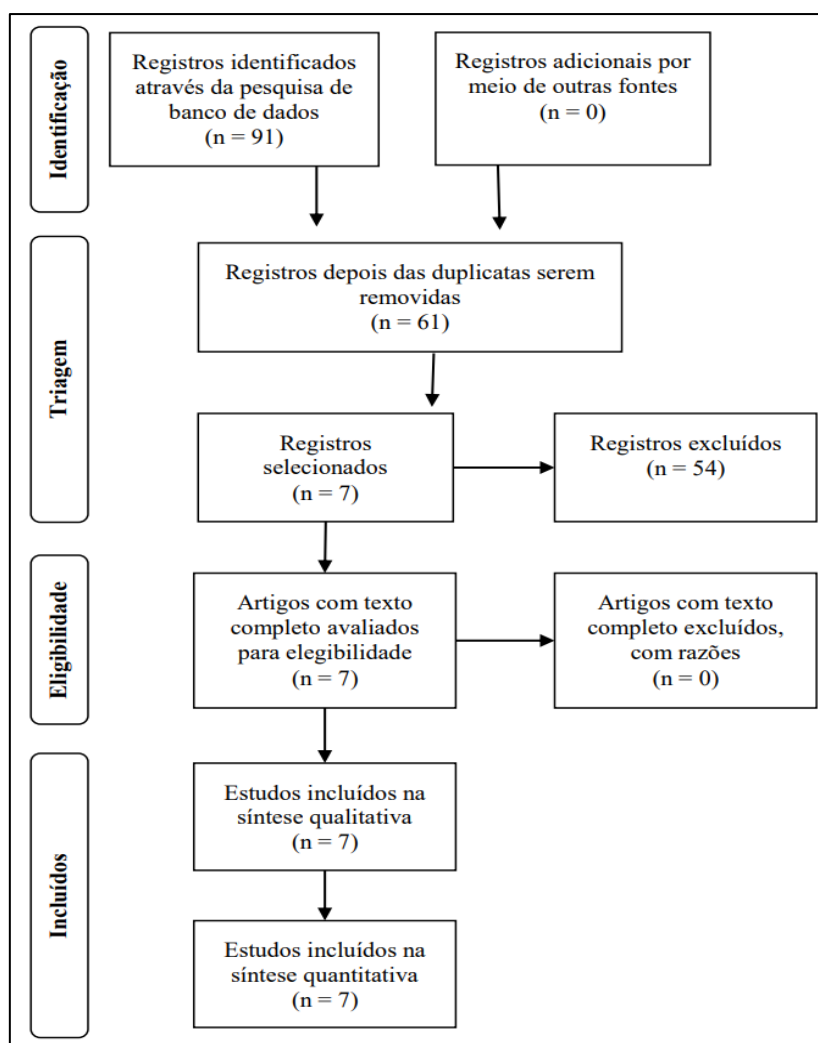 Identificação
Registros identificados
através da pesquisa de
banco de dados
(n = 91)
Registros adicionais por
meio de outras fontes
(n = 0)
Triagem
Registros depois das duplicatas serem
removidas
(n = 61)
Registros
selecionados
(n = 7)
Registros excluídos
(n = 54)
Eligibilidade
Artigos com texto
completo avaliados
para elegibilidade
(n = 7)
Artigos com texto
completo excluídos,
com razões
(n = 0)
Incluídos
Estudos incluídos na
síntese qualitativa
(n = 7)
Estudos incluídos na
síntese quantitativa
(n = 7)